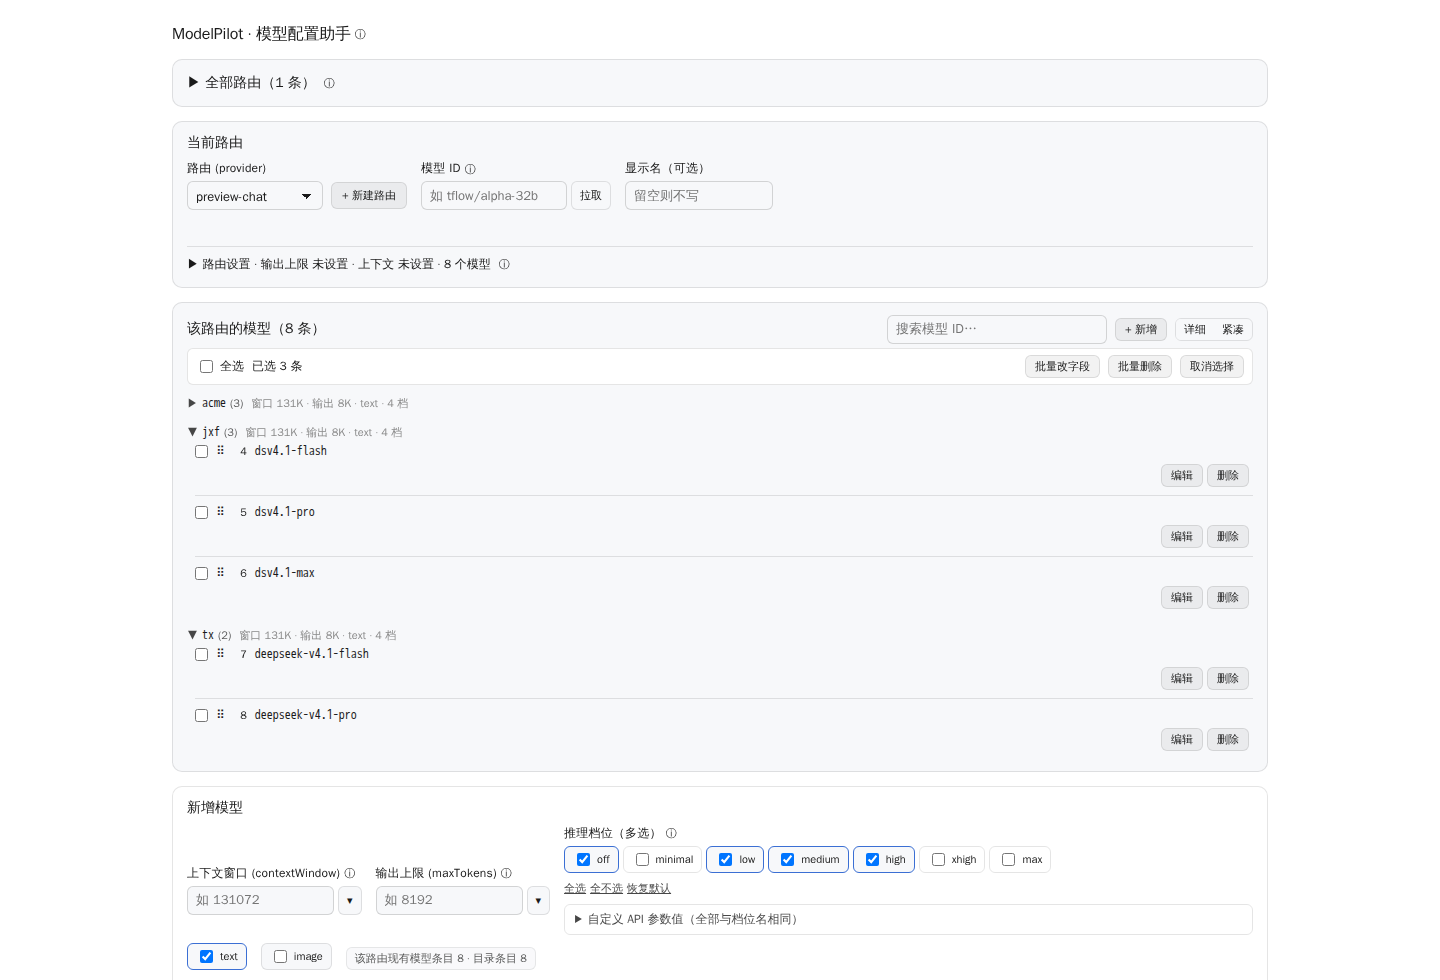 ModelPilot · 模型配置助手 ⓘ
▶ 全部路由（1 条） ⓘ
当前路由
路由 (provider) 模型 ID ⓘ 显示名（可选）
preview-chat + 新建路由 如 tflow/alpha-32b 拉取 留空则不写
▶ 路由设置 · 输出上限 未设置 · 上下文 未设置 · 8 个模型 ⓘ
该路由的模型（8 条） 搜索模型 ID… + 新增 详细 紧凑
全选 已选 3 条 批量改字段 批量删除 取消选择
▶ acme (3) 窗口 131K · 输出 8K · text · 4 档
▼ jxf (3) 窗口 131K · 输出 8K · text · 4 档
⠿ 4 dsv4.1-flash
编辑 删除
⠿ 5 dsv4.1-pro
编辑 删除
⠿ 6 dsv4.1-max
编辑 删除
▼ tx (2) 窗口 131K · 输出 8K · text · 4 档
⠿ 7 deepseek-v4.1-flash
编辑 删除
⠿ 8 deepseek-v4.1-pro
编辑 删除
新增模型
推理档位（多选） ⓘ
off minimal low medium high xhigh max
上下文窗口 (contextWindow) ⓘ 输出上限 (maxTokens) ⓘ
全选 全不选 恢复默认
如 131072 ▾ 如 8192 ▾
▶ 自定义 API 参数值（全部与档位名相同）
text image 该路由现有模型条目 8 · 目录条目 8